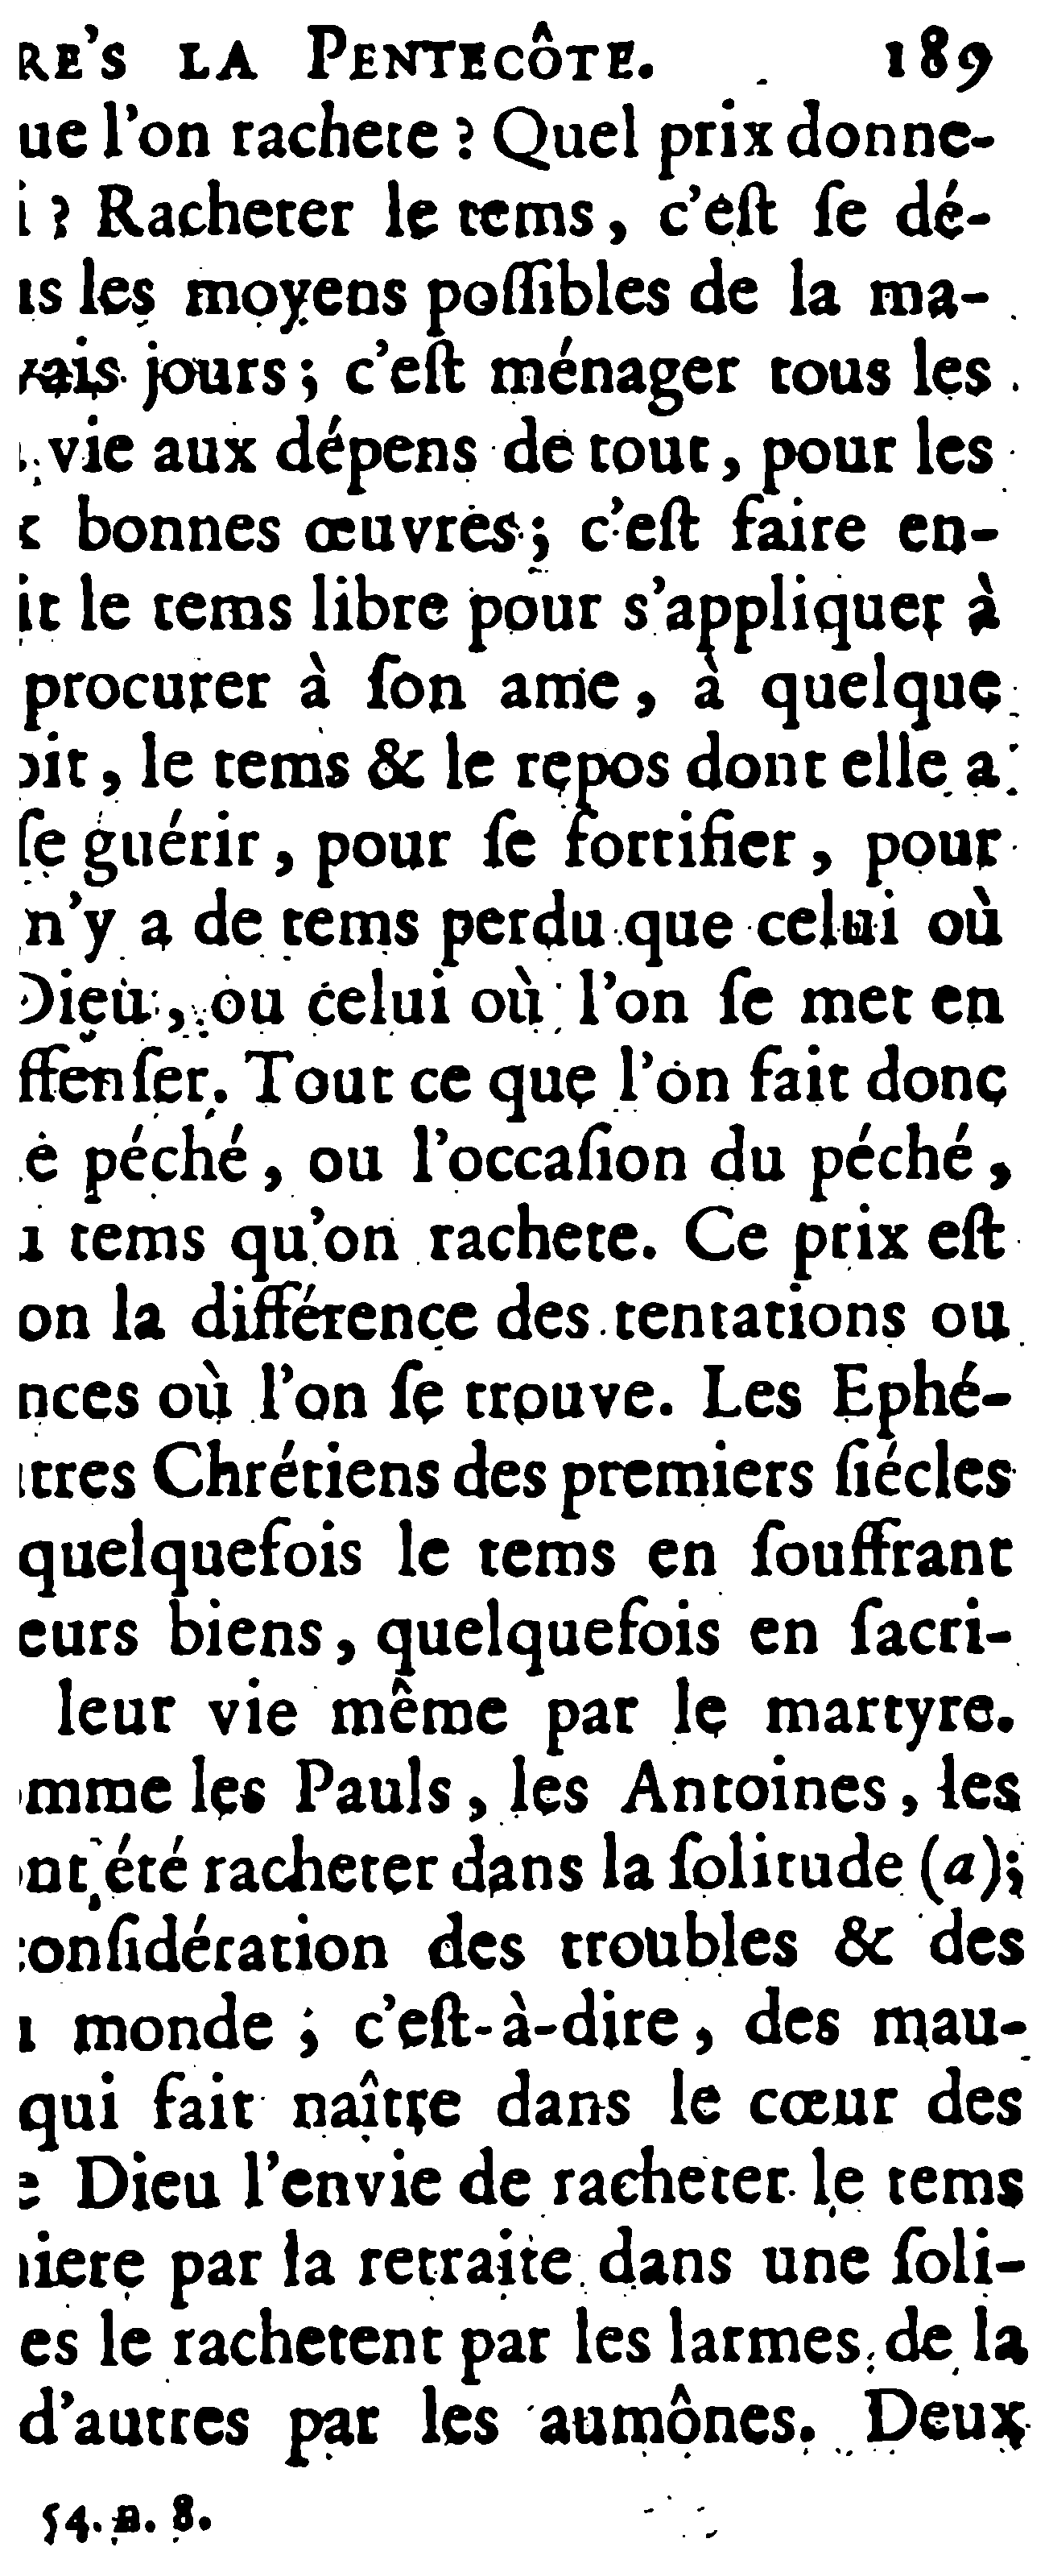 RE'S LA PENTECÔTE. 189
ue l'on rachete ? Quel prix donne-
i ? Racheter le tems, c'eſt ſe dé-
is les moyens poſſibles de la ma-
vais jours ; c'eſt ménager tous les
vie aux dépens de tout, pour les
x bonnes œuvres ; c'eſt faire en-
it le tems libre pour s'appliquer à
procurer à ſon ame, à quelque
oit, le tems & le repos dont elle a
ſe guérir, pour ſe fortifier, pour
n'y a de tems perdu que celui où
Dieu, ou celui où l'on ſe met en
ffenſer. Tout ce que l'on fait donc
e péché, ou l'occaſion du péché,
u tems qu'on rachete. Ce prix eſt
on la différence des tentations ou
nces où l'on ſe trouve. Les Ephé-
tres Chrétiens des premiers ſiécles
quelquefois le tems en ſouffrant
eurs biens, quelquefois en ſacri-
leur vie même par le martyre.
omme les Pauls, les Antoines, les
nt été racheter dans la ſolitude (a);
conſidération des troubles & des
u monde ; c'eſt-à-dire, des mau-
qui fait naître dans le cœur des
e Dieu l'envie de racheter le tems
niere par la retraite dans une ſoli-
es le rachetent par les larmes de la
d'autres par les aumônes. Deux
54. n. 8.